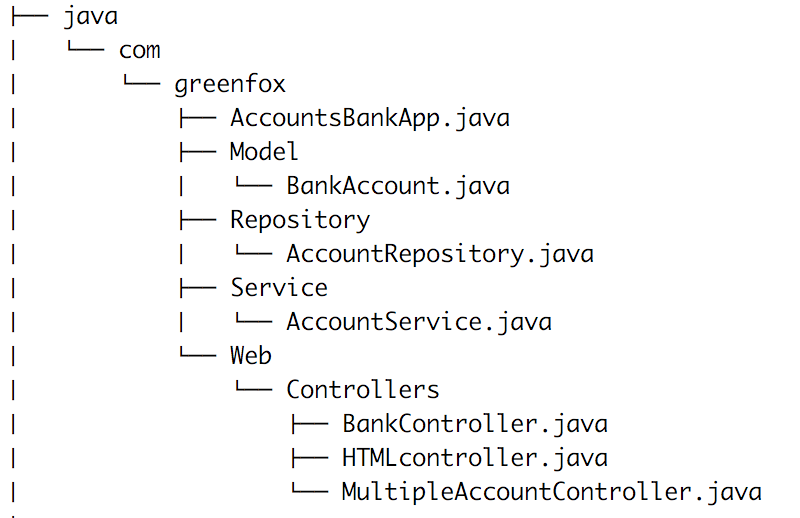 ├── java
│   └── com
│       └── greenfox
│           ├── AccountsBankApp.java
│           ├── Model
│           │   └── BankAccount.java
│           ├── Repository
│           │   └── AccountRepository.java
│           ├── Service
│           │   └── AccountService.java
│           └── Web
│               └── Controllers
│                   ├── BankController.java
│                   ├── HTMLcontroller.java
│                   └── MultipleAccountController.java